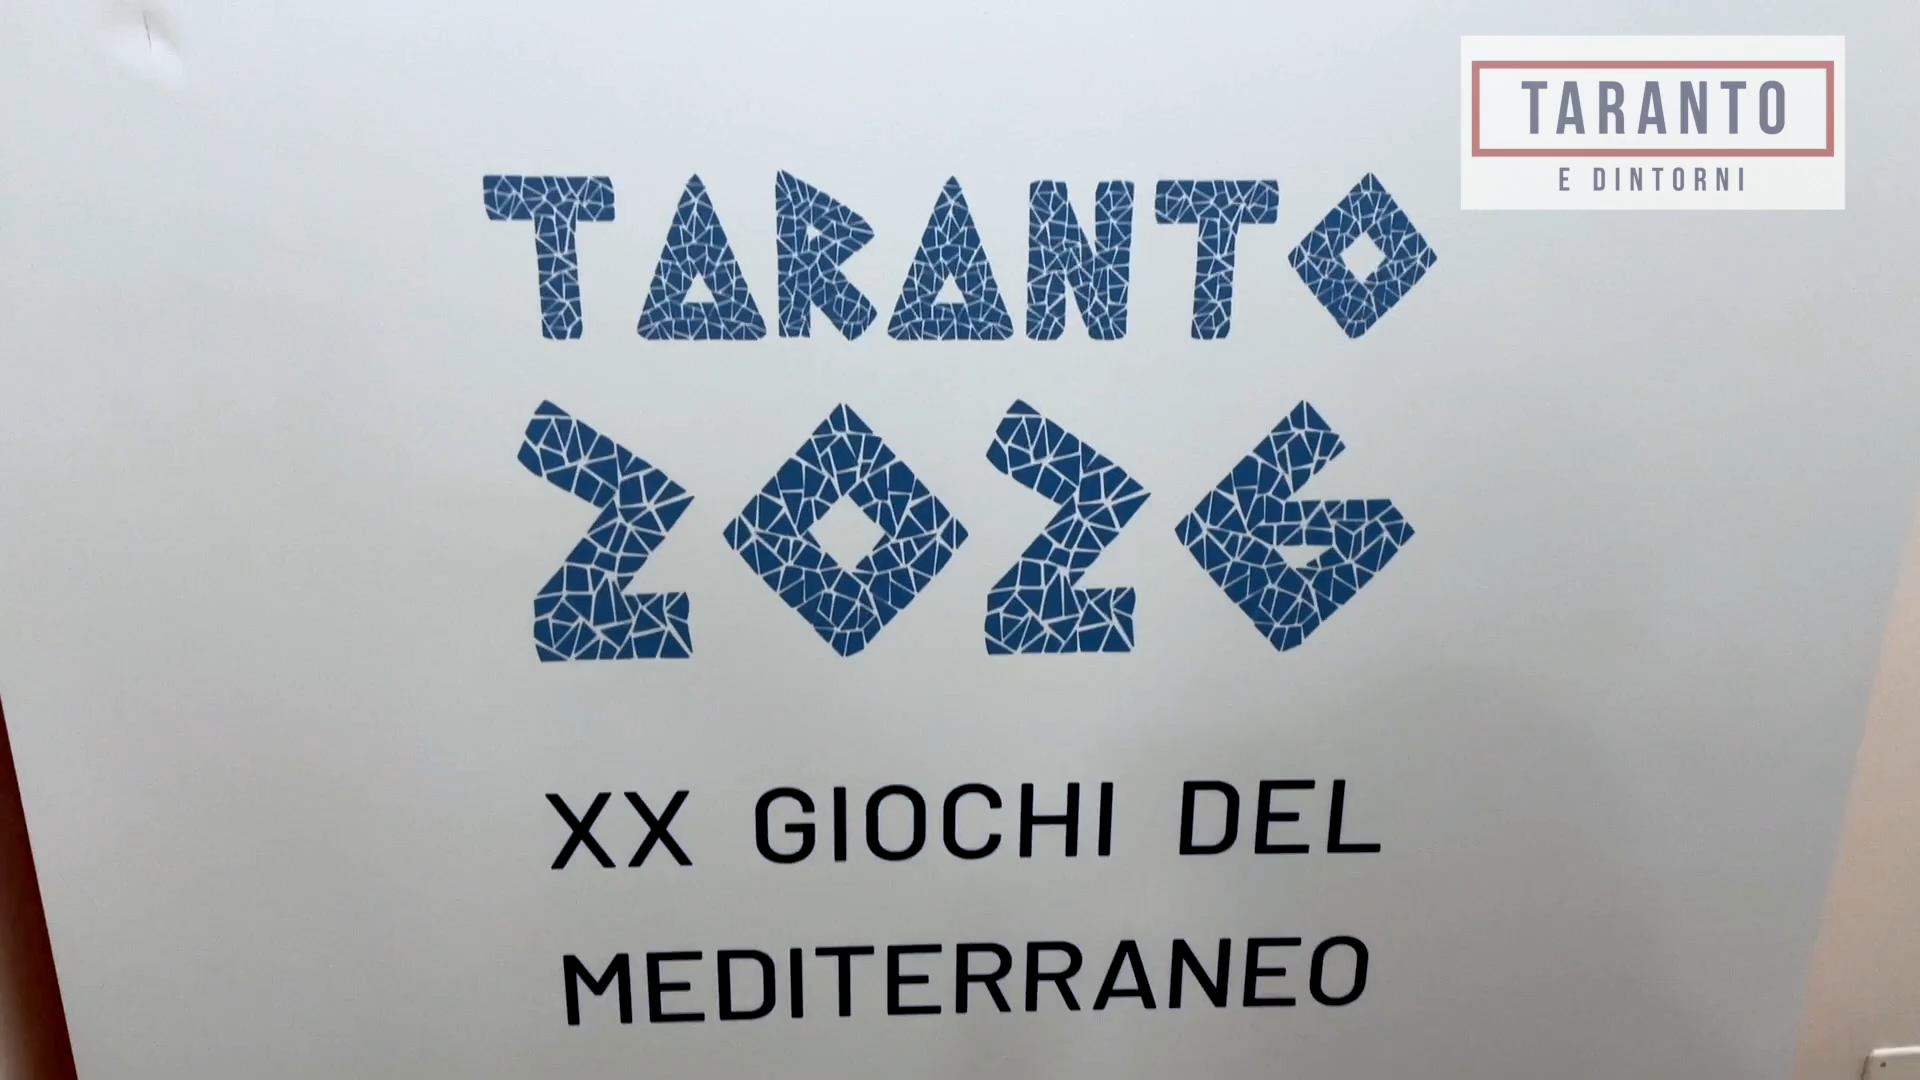 TARANTO
E DINTORNI
TARANTO
2026
XX GIOCHI DEL
MEDITERRANEO